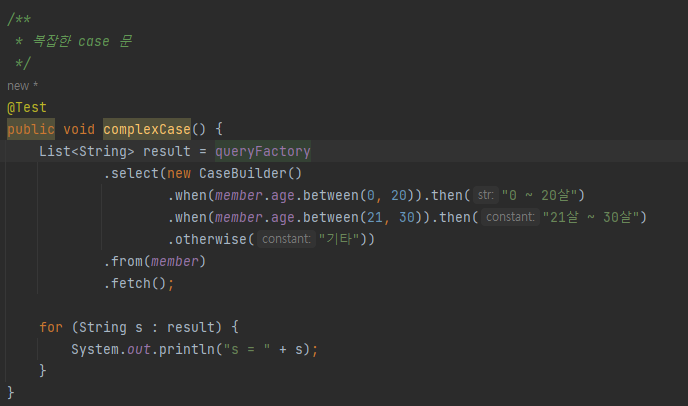 /**
 * 복잡한 case 문
 */
new *
@Test
public void complexCase() {
    List<String> result = queryFactory
            .select(new CaseBuilder()
                    .when(member.age.between(0, 20)).then( str: "0 ~ 20살")
                    .when(member.age.between(21, 30)).then( constant: "21살 ~ 30살")
                    .otherwise( constant: "기타"))
            .from(member)
            .fetch();
    for (String s : result) {
        System.out.println("s = " + s);
    }
}